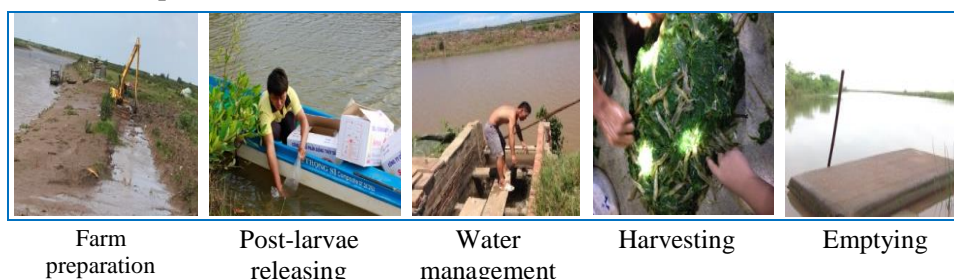 Farm
preparation
Post-larvae
releasing
Water
management
Harvesting
Emptying